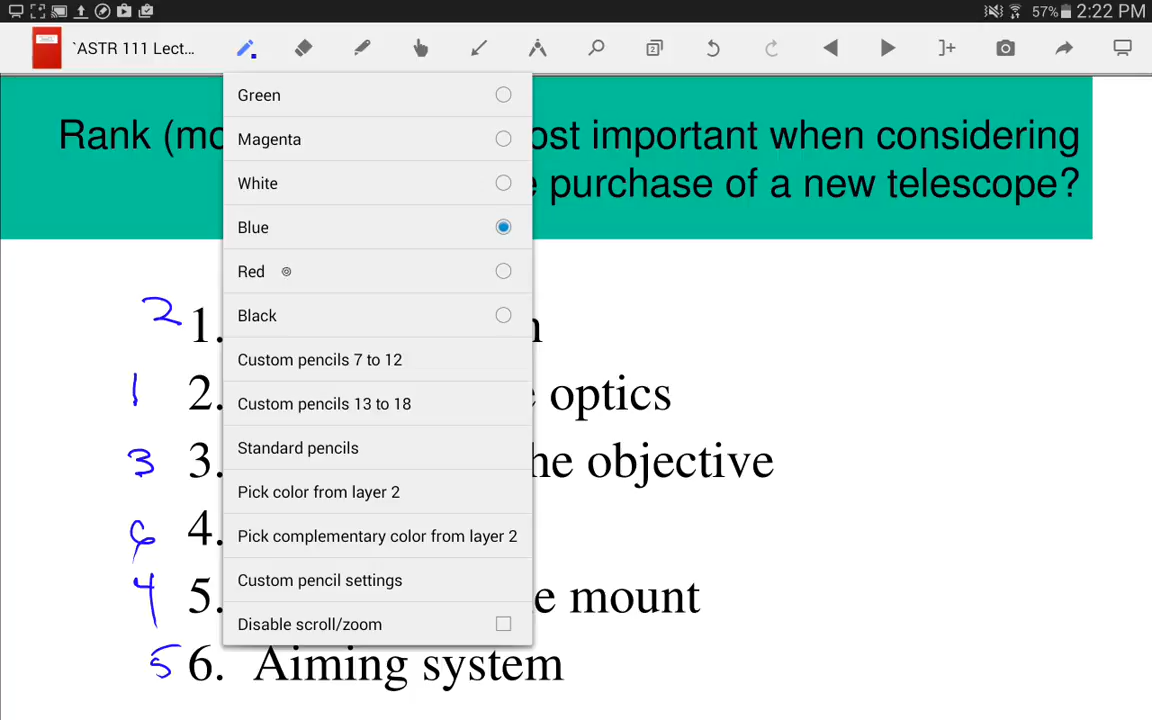 57% 2:22 PM
`ASTR 111 Lect...
2
]+
Rank (mo ost important when considering
purchase of a new telescope?
Green
Magenta
White
Blue
Red
Black
Custom pencils 7 to 12
Custom pencils 13 to 18
Standard pencils
Pick color from layer 2
Pick complementary color from layer 2
Custom pencil settings
Disable scroll/zoom
2 1.
1 2. optics
3 3. he objective
6 4.
4 5. e mount
5 6. Aiming system